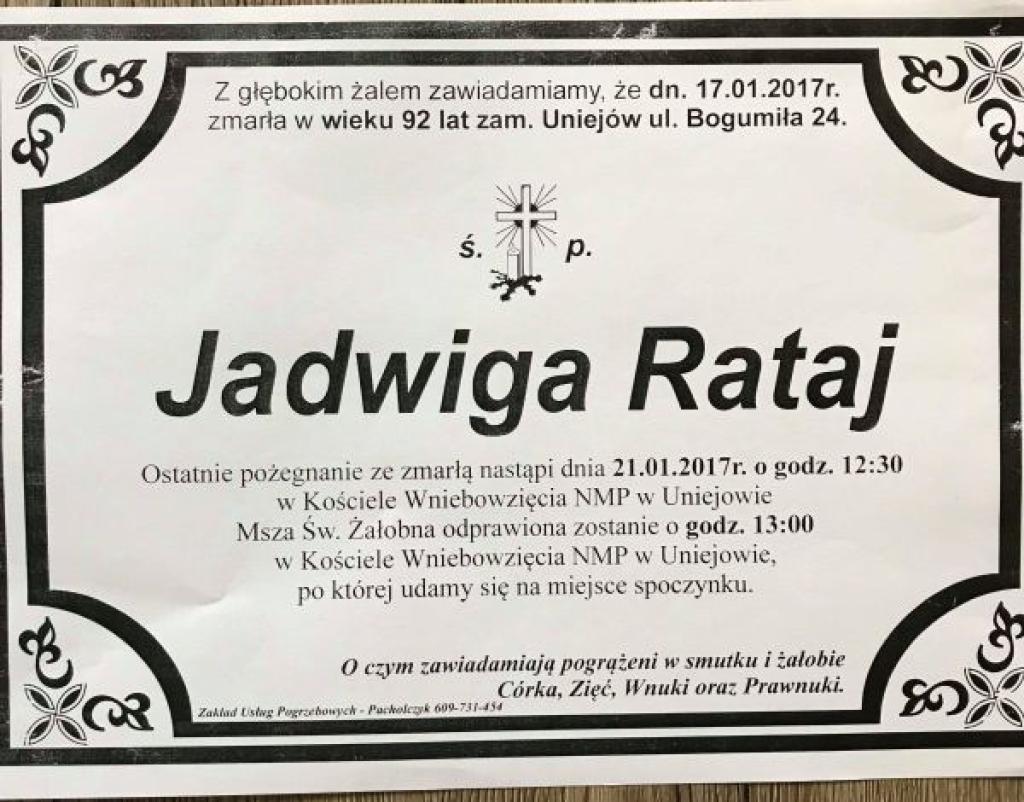 Z głębokim żalem zawiadamiamy, że dn. 17.01.2017r.
zmarła w wieku 92 lat zam. Uniejów ul. Bogumiła 24.
ś. p.
Jadwiga Rataj
Ostatnie pożegnanie ze zmarłą nastąpi dnia 21.01.2017r. o godz. 12:30
w Kościele Wniebowzięcia NMP w Uniejowie
Msza Św. Żałobna odprawiona zostanie o godz. 13:00
w Kościele Wniebowzięcia NMP w Uniejowie,
po której udamy się na miejsce spoczynku.
O czym zawiadamiają pogrążeni w smutku i żałobie
Córka, Zięć, Wnuki oraz Prawnuki.
Zakład Usług Pogrzebowych - Pacholczyk 609-731-454